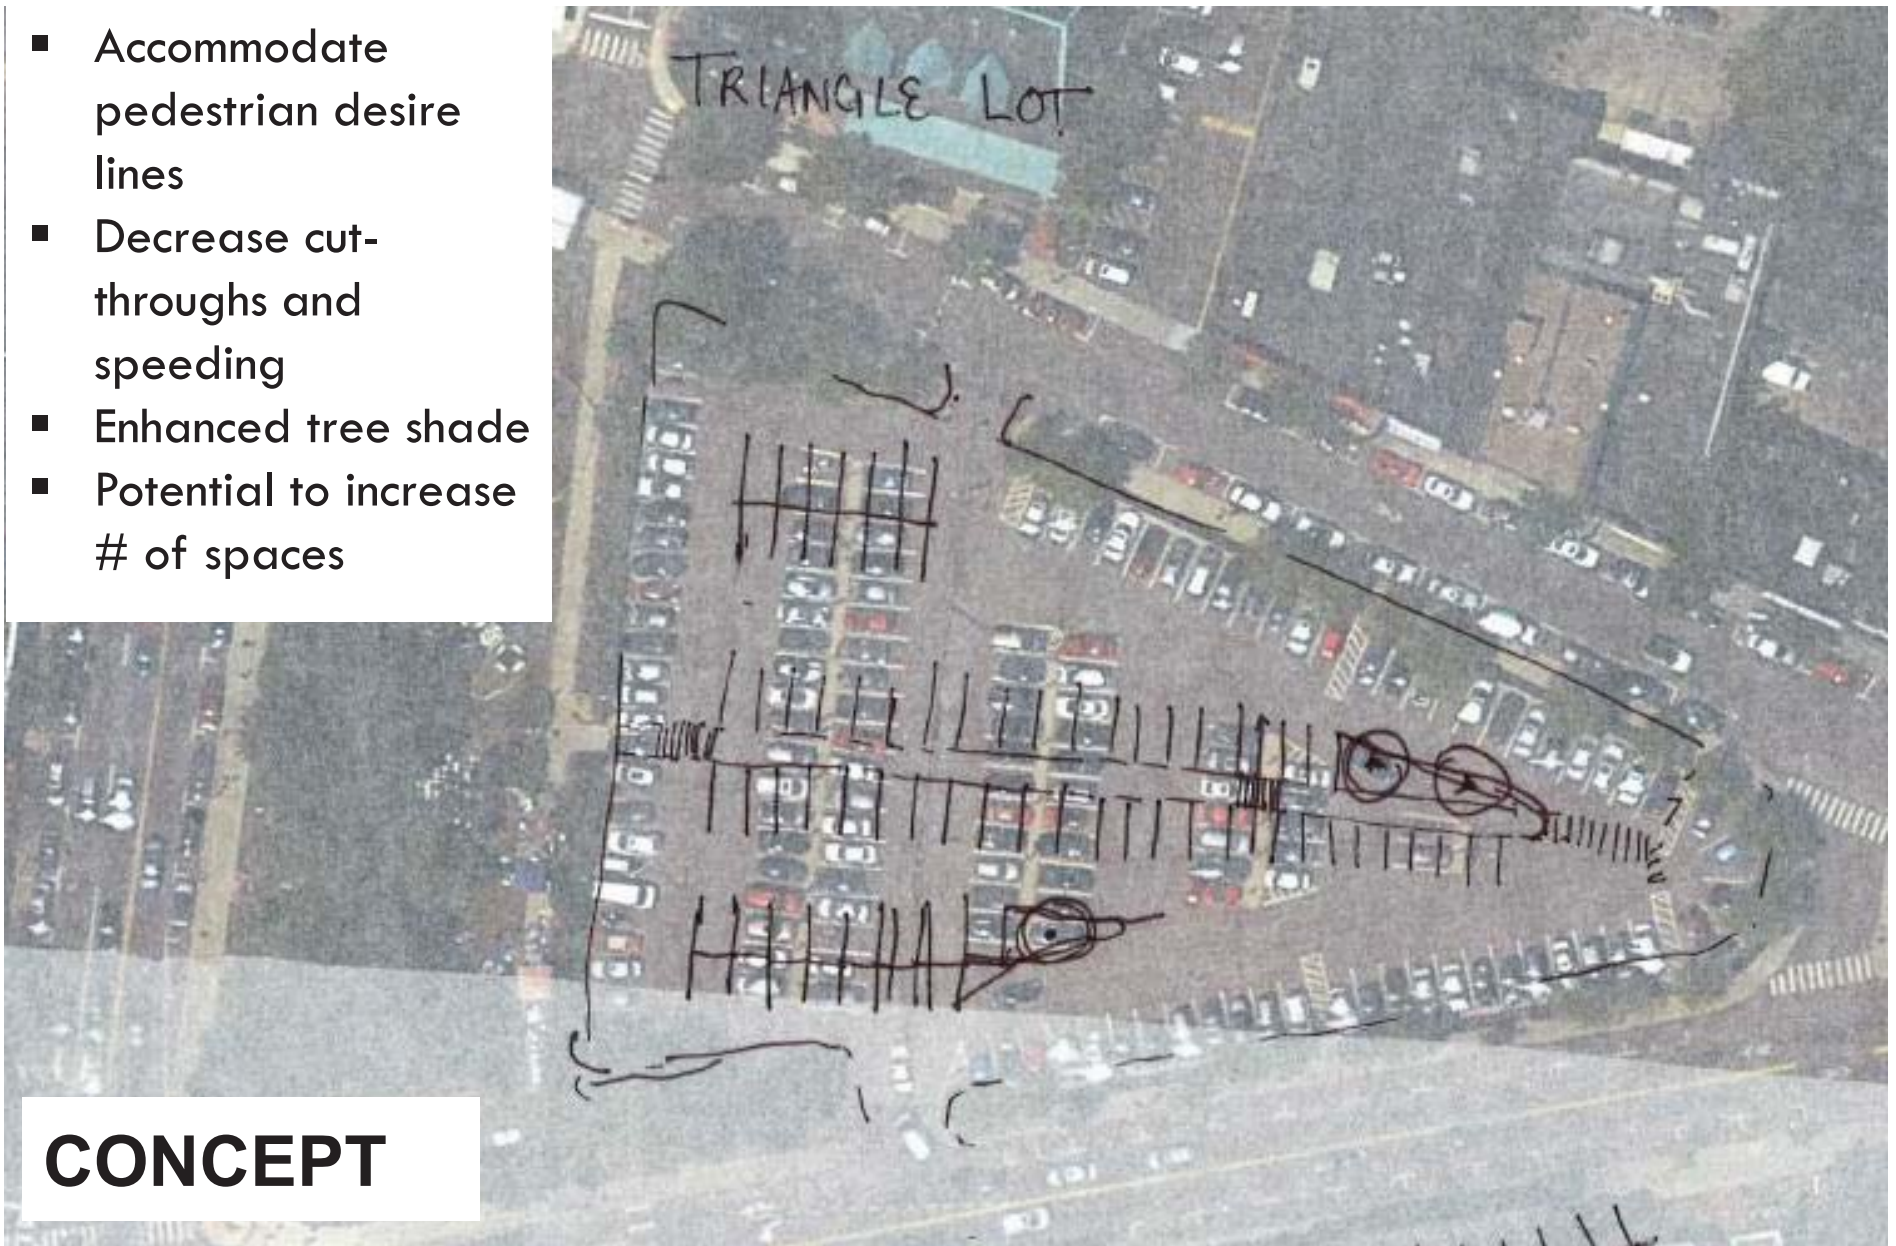 ▪ Accommodate
pedestrian desire
lines
▪ Decrease cut-
throughs and
speeding
▪ Enhanced tree shade
▪ Potential to increase
# of spaces
TRIANGLE LOT
CONCEPT